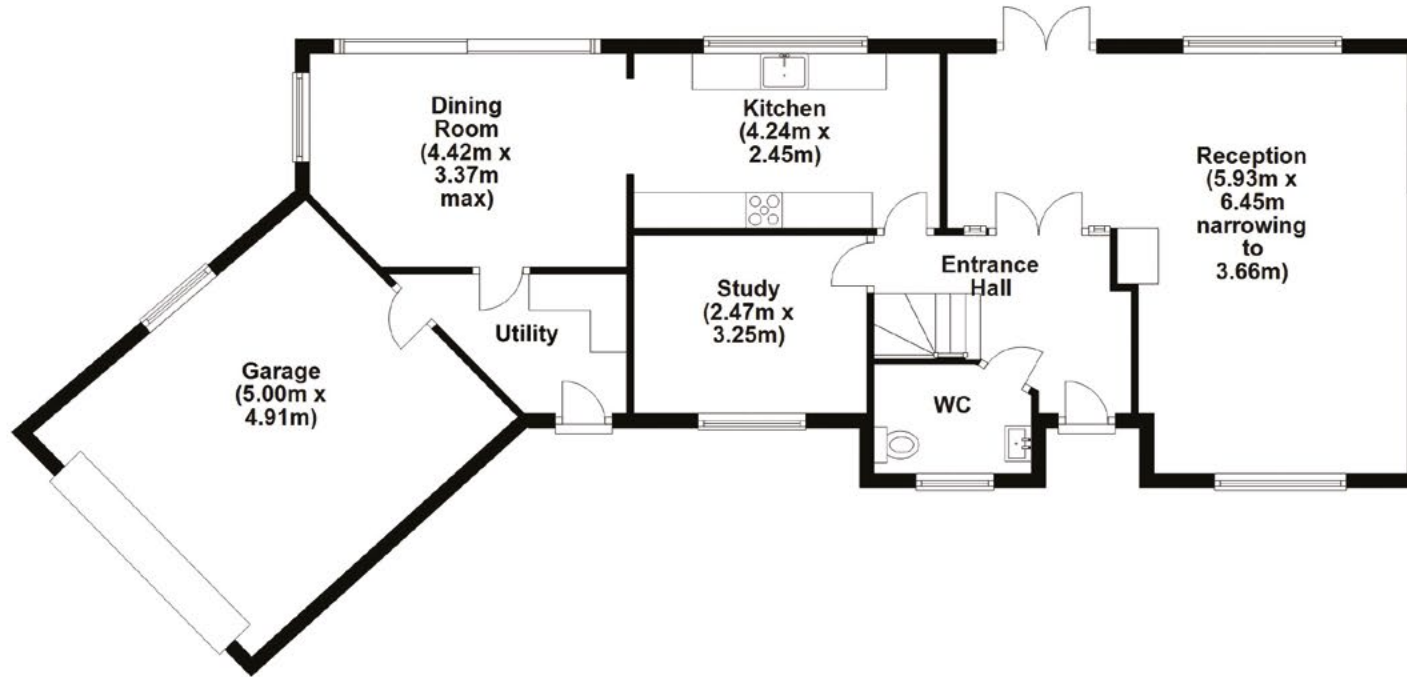 Dining
Room
(4.42m x
3.37m
max)
Kitchen
(4.24m x
2.45m)
Reception
(5.93m x
6.45m
narrowing
to
3.66m)
Entrance
Hall
Study
(2.47m x
3.25m)
Utility
Garage
(5.00m x
4.91m)
WC